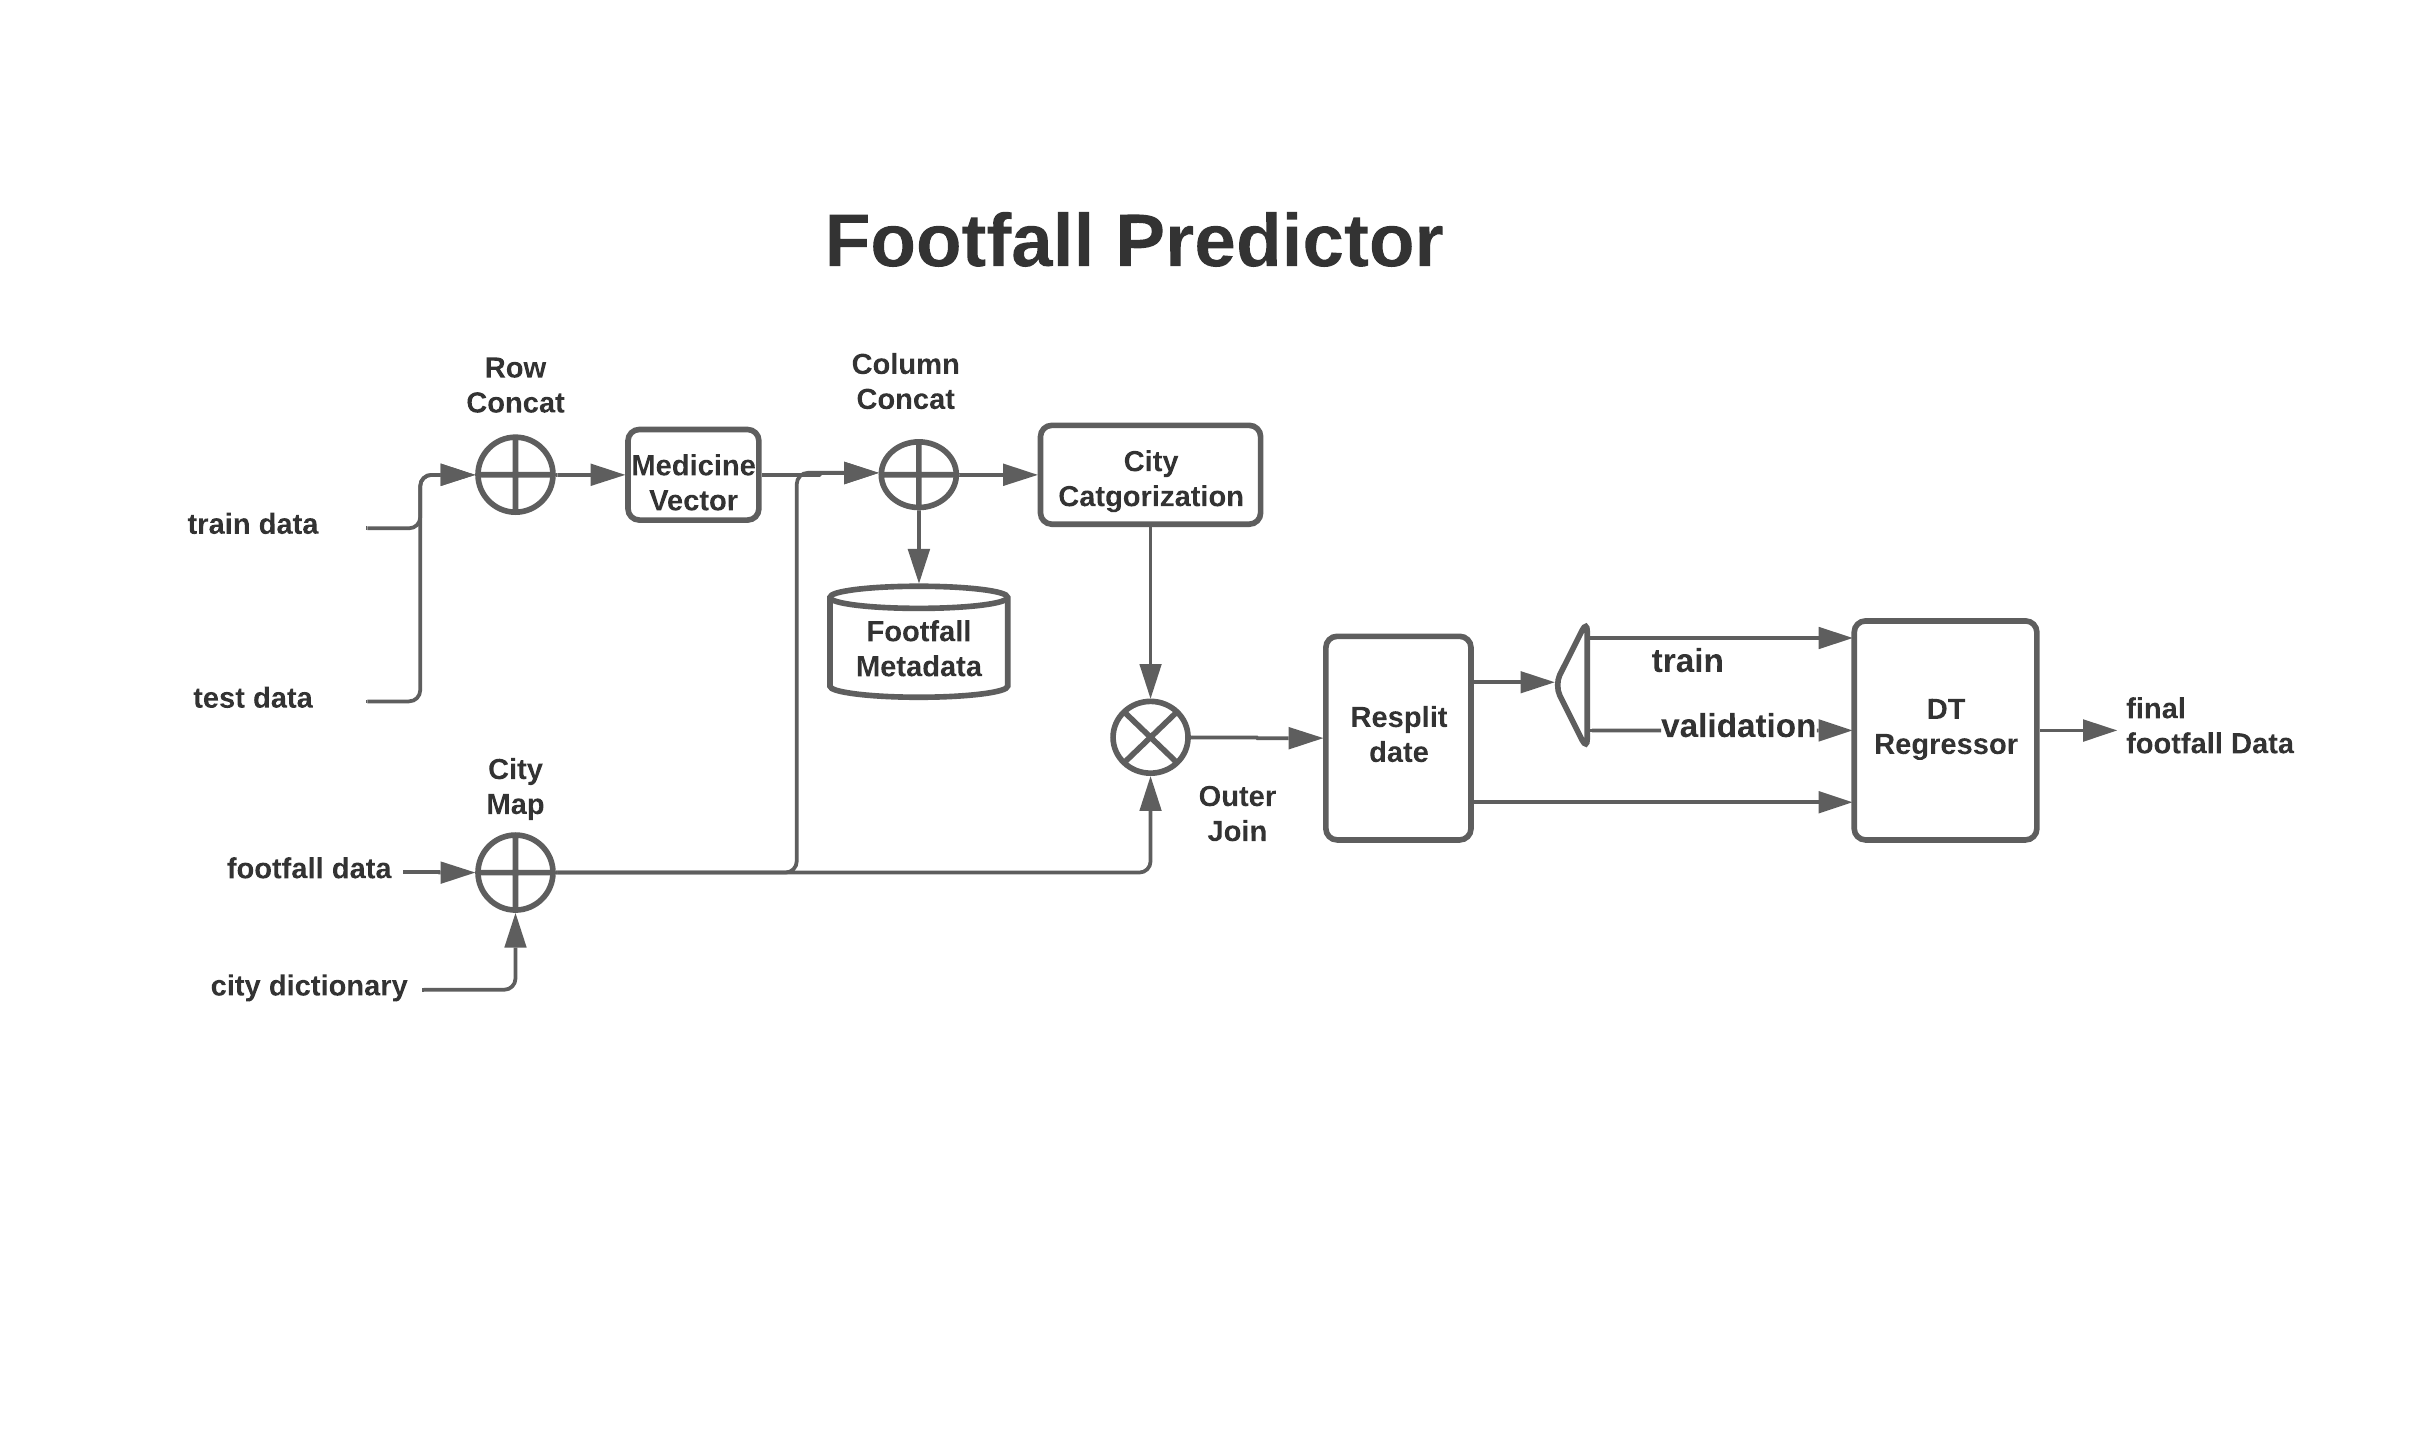 Footfall Predictor
Row
Concat
Column
Concat
Medicine
Vector
City
Catgorization
train data
Footfall
Metadata
test data
train
validation
Resplit
date
DT
Regressor
final
footfall Data
City
Map
Outer
Join
footfall data
city dictionary